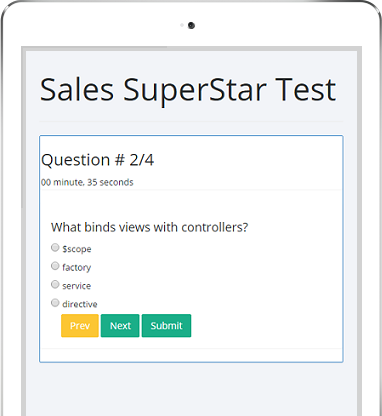 Sales SuperStar Test
Question # 2/4
00 minute, 35 seconds
What binds views with controllers?
$scope
factory
service
directive
Prev Next Submit